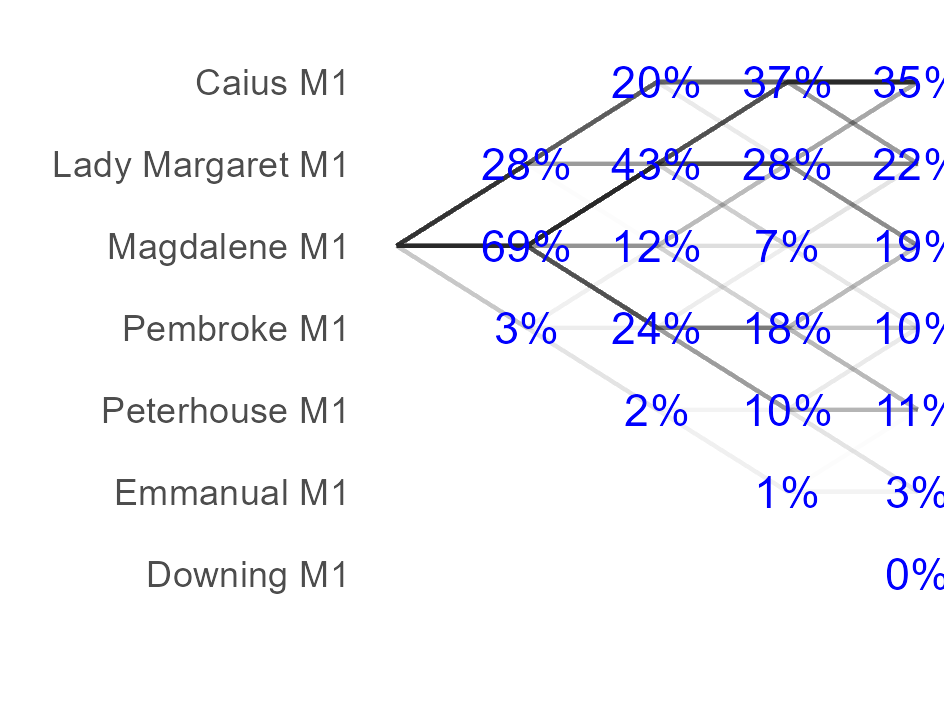 Caius M1 20% 37% 35%
Lady Margaret M1 28% 43% 28% 22%
Magdalene M1 69% 12% 7% 19%
Pembroke M1 3% 24% 18% 10%
Peterhouse M1 2% 10% 11%
Emmanual M1 1% 3%
Downing M1 0%